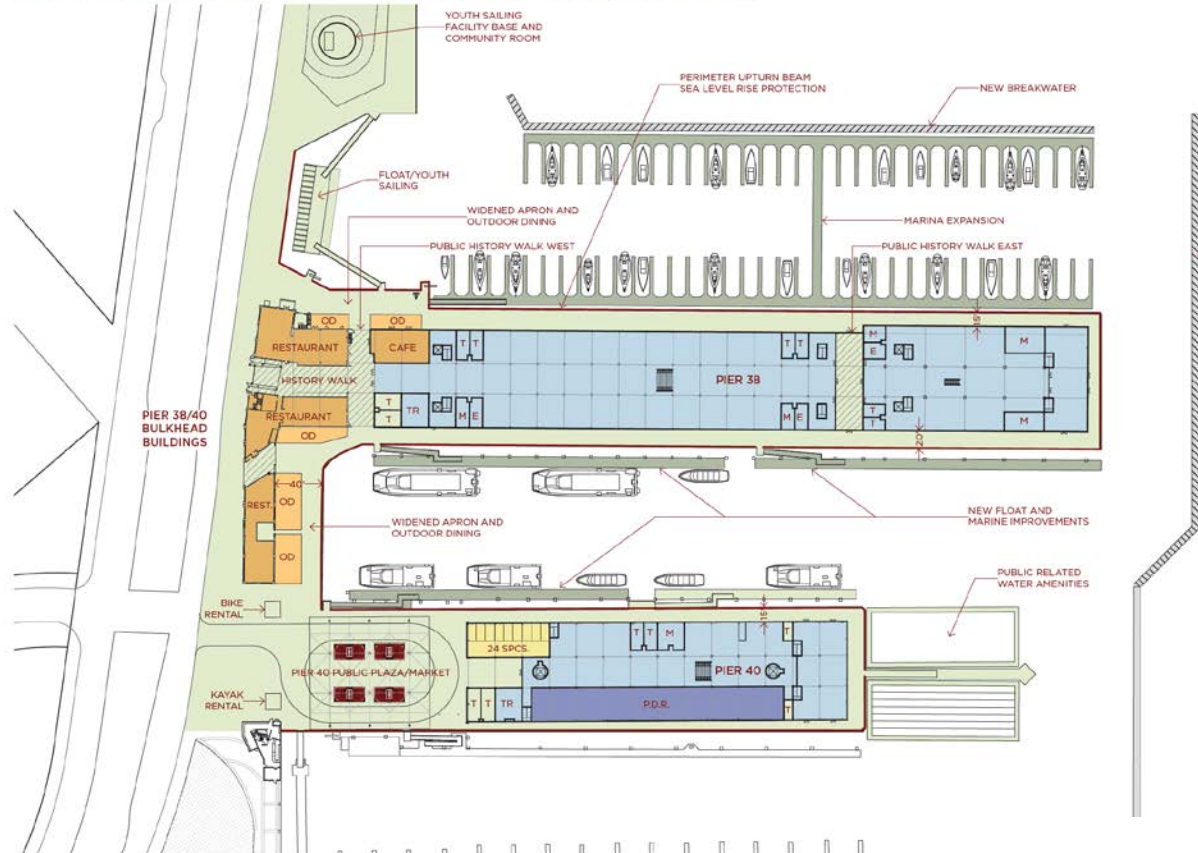 YOUTH SAILING
FACILITY BASE AND
COMMUNITY ROOM
PERIMETER UPTURN BEAM
SEA LEVEL RISE PROTECTION
NEW BREAKWATER
FLOAT/YOUTH
SAILING
WIDENED APRON AND
OUTDOOR DINING
MARINA EXPANSION
PUBLIC HISTORY WALK WEST
PUBLIC HISTORY WALK EAST
15'
OD
OD
M
RESTAURANT
CAFE
T T
T T
E
M
HISTORY WALK
PIER 38
PIER 38/40
BULKHEAD
BUILDINGS
RESTAURANT
T
T
TR
M E
M E
T
T
M
OD
20'
40'
REST.
OD
WIDENED APRON AND
OUTDOOR DINING
NEW FLOAT AND
MARINE IMPROVEMENTS
OD
PUBLIC RELATED
WATER AMENITIES
BIKE
RENTAL
15'
24 SPCS.
T T M
T
PIER 40 PUBLIC PLAZA/MARKET
PIER 40
KAYAK
RENTAL
T T TR
P.D.R.
T